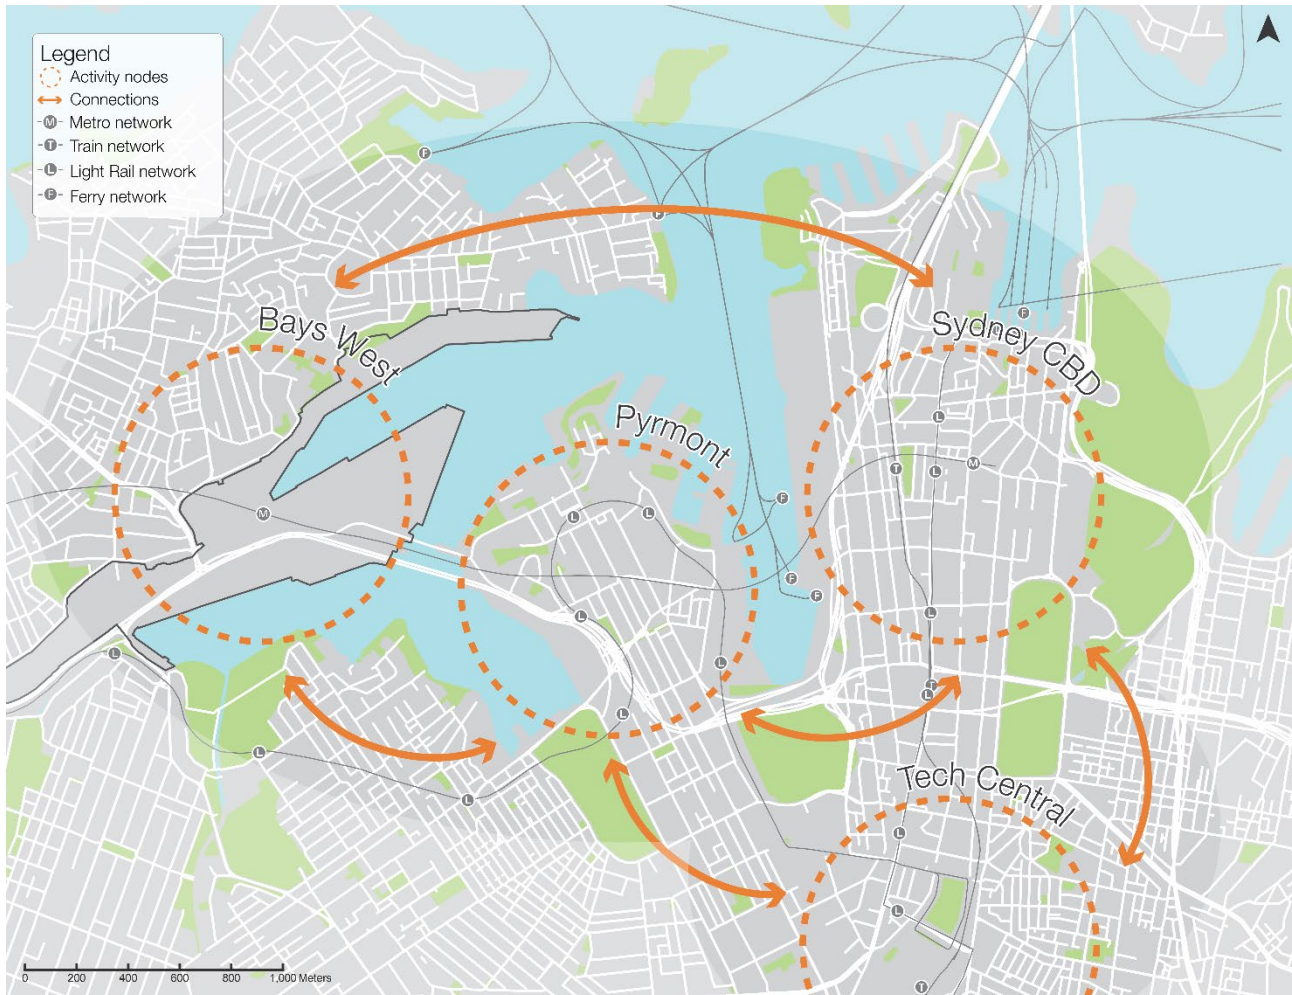 Legend
Activity nodes
Connections
M Metro network
T Train network
L Light Rail network
F Ferry network
F
F
Bays West
F
Sydney CBD
Pyrmont
L
T
L
M
F
M
L
L
F
F
L
L
L
L
T
L
L
L
L
Tech Central
L
L
T
0 200 400 600 800 1,000 Meters